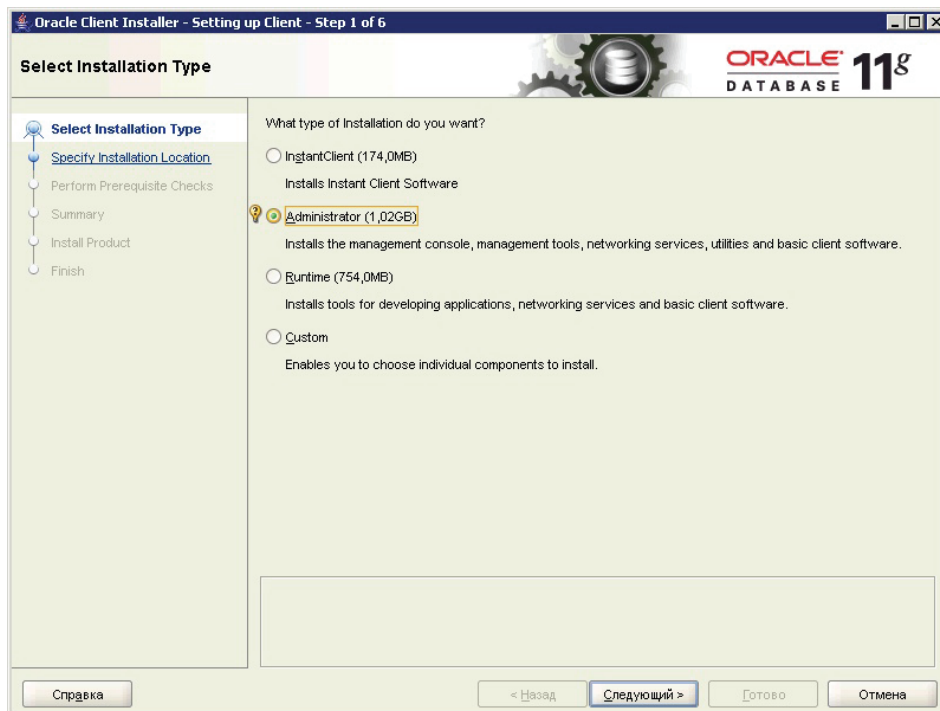 Oracle Client Installer - Setting up Client - Step 1 of 6
Select Installation Type
ORACLE
DATABASE
11g
Select Installation Type
Specify Installation Location
Perform Prerequisite Checks
Summary
Install Product
Finish
What type of Installation do you want?
InstantClient (174,0MB)
Installs Instant Client Software
Administrator (1,02GB)
Installs the management console, management tools, networking services, utilities and basic client software.
Runtime (754,0MB)
Installs tools for developing applications, networking services and basic client software.
Custom
Enables you to choose individual components to install.
Справка
< Назад
Следующий >
Готово
Отмена